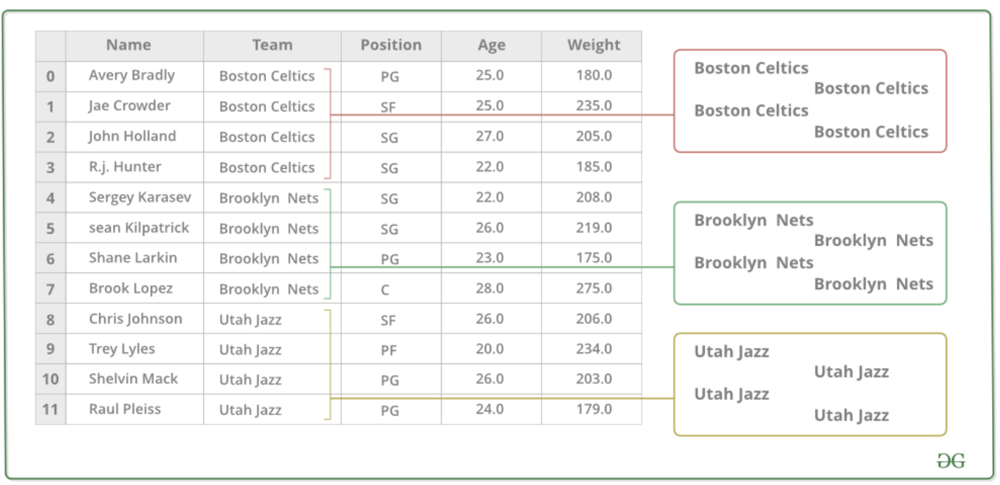 Name Team Position Age Weight
0 Avery Bradly Boston Celtics PG 25.0 180.0
1 Jae Crowder Boston Celtics SF 25.0 235.0
2 John Holland Boston Celtics SG 27.0 205.0
3 R.j. Hunter Boston Celtics SG 22.0 185.0
4 Sergey Karasev Brooklyn Nets SG 22.0 208.0
5 sean Kilpatrick Brooklyn Nets SG 26.0 219.0
6 Shane Larkin Brooklyn Nets PG 23.0 175.0
7 Brook Lopez Brooklyn Nets C 28.0 275.0
8 Chris Johnson Utah Jazz SF 26.0 206.0
9 Trey Lyles Utah Jazz PF 20.0 234.0
10 Shelvin Mack Utah Jazz PG 26.0 203.0
11 Raul Pleiss Utah Jazz PG 24.0 179.0
Boston Celtics
Boston Celtics
Boston Celtics
Boston Celtics
Brooklyn Nets
Brooklyn Nets
Brooklyn Nets
Brooklyn Nets
Utah Jazz
Utah Jazz
Utah Jazz
Utah Jazz